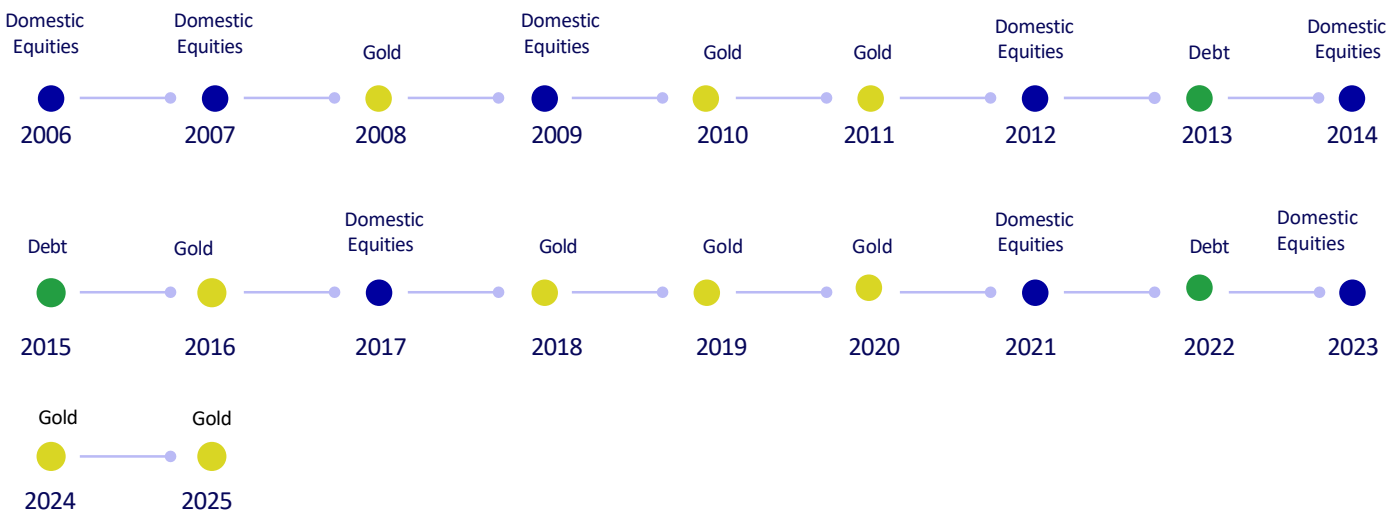 Domestic
Equities
Domestic
Equities
Gold
Domestic
Equities
Gold
Gold
Domestic
Equities
Debt
Domestic
Equities
2006
2007
2008
2009
2010
2011
2012
2013
2014
Debt
Gold
Domestic
Equities
Gold
Gold
Gold
Domestic
Equities
Debt
Domestic
Equities
2015
2016
2017
2018
2019
2020
2021
2022
2023
Gold
Gold
2024
2025